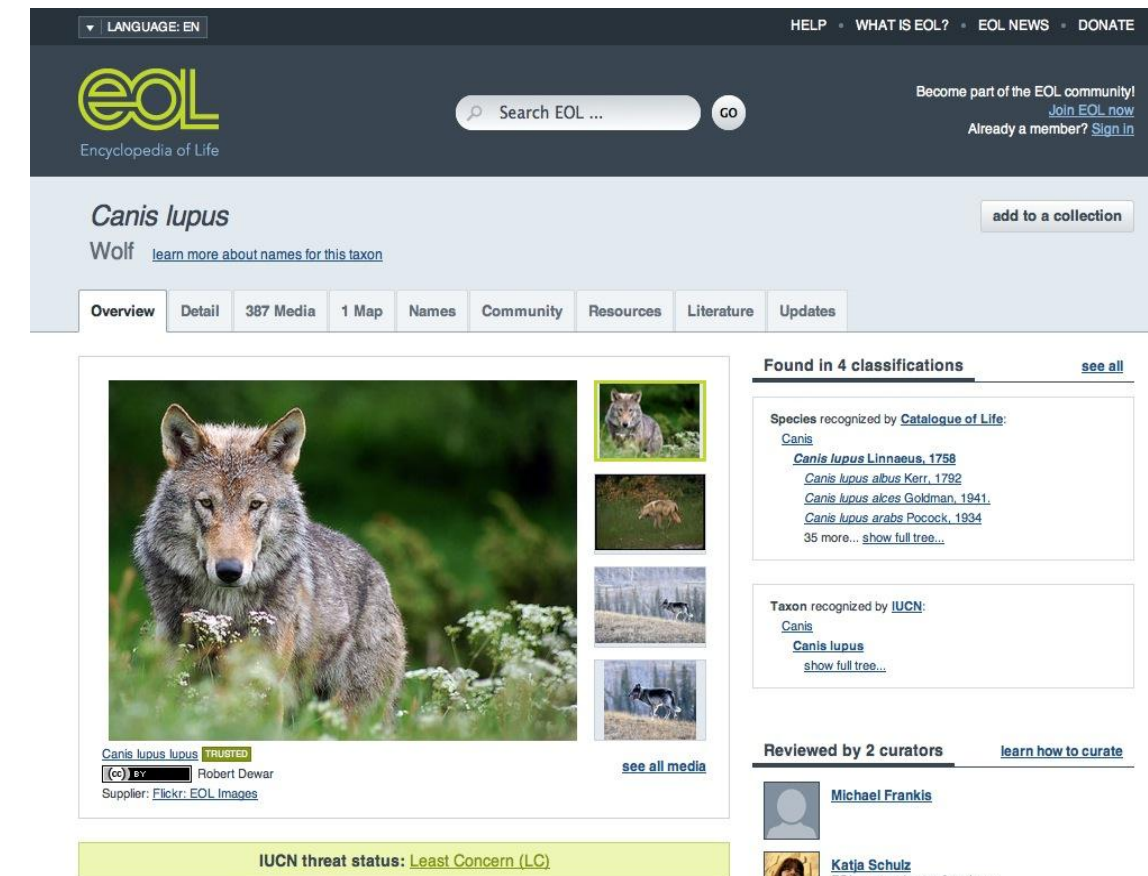 LANGUAGE: EN
HELP WHAT IS EOL? EOL NEWS DONATE
eol
Encyclopedia of Life
Search EOL ...
GO
Become part of the EOL community!
Join EOL now
Already a member? Sign in
Canis lupus
Wolf learn more about names for this taxon
add to a collection
Overview Detail 387 Media 1 Map Names Community Resources Literature Updates
Canis lupus lupus TRUSTED
(cc) BY Robert Dewar
Supplier: Flickr: EOL Images
see all media
IUCN threat status: Least Concern (LC)
Found in 4 classifications see all
Species recognized by Catalogue of Life:
Canis
Canis lupus Linnaeus, 1758
Canis lupus albus Kerr, 1792
Canis lupus alces Goldman, 1941.
Canis lupus arabs Pocock, 1934
35 more... show full tree...
Taxon recognized by IUCN:
Canis
Canis lupus
show full tree...
Reviewed by 2 curators learn how to curate
Michael Frankis
Katja Schulz